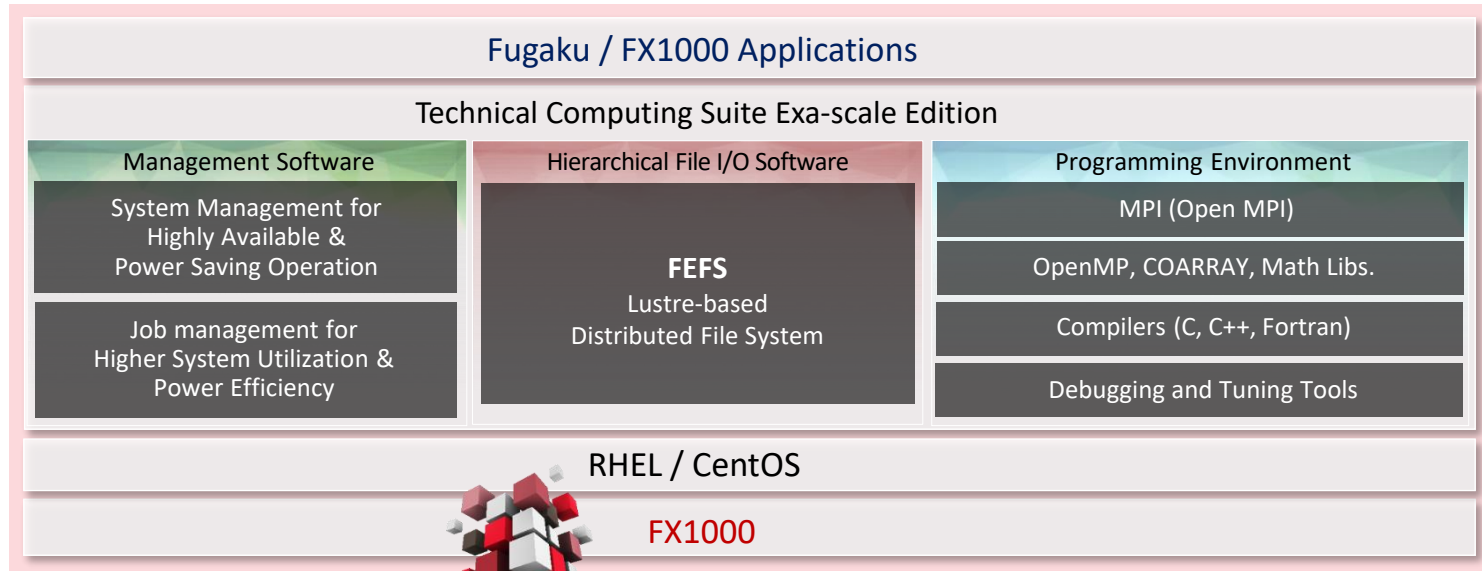 Fugaku / FX1000 Applications
Technical Computing Suite Exa-scale Edition
Management Software
System Management for
Highly Available &
Power Saving Operation
Job management for
Higher System Utilization &
Power Efficiency
Hierarchical File I/O Software
FEFS
Lustre-based
Distributed File System
Programming Environment
MPI (Open MPI)
OpenMP, COARRAY, Math Libs.
Compilers (C, C++, Fortran)
Debugging and Tuning Tools
RHEL / CentOS
FX1000